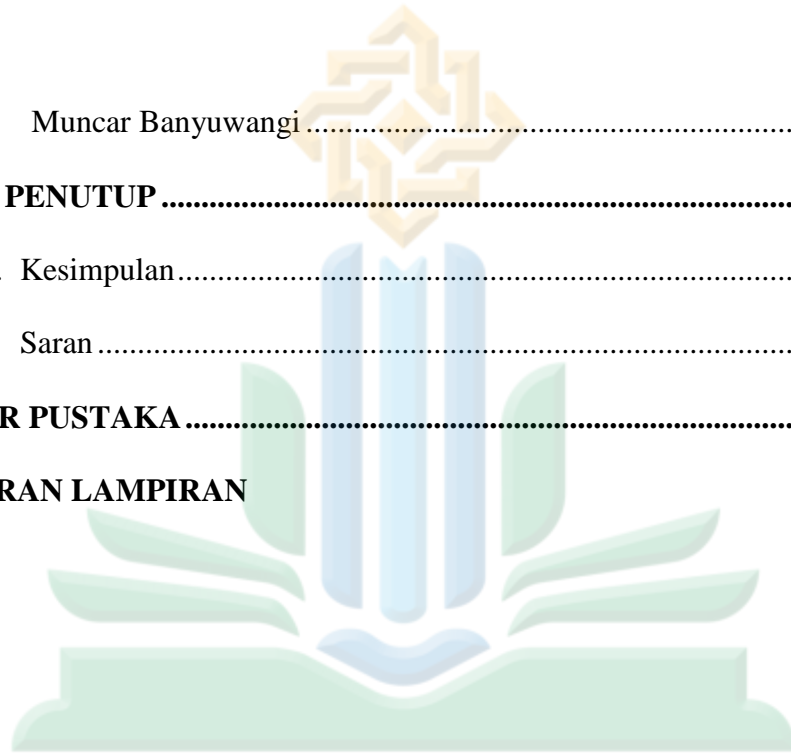 Muncar Banyuwangi ................................................................
PENUTUP ................................................................................
. Kesimpulan ..............................................................................
Saran ........................................................................................
R PUSTAKA .............................................................................
RAN LAMPIRAN